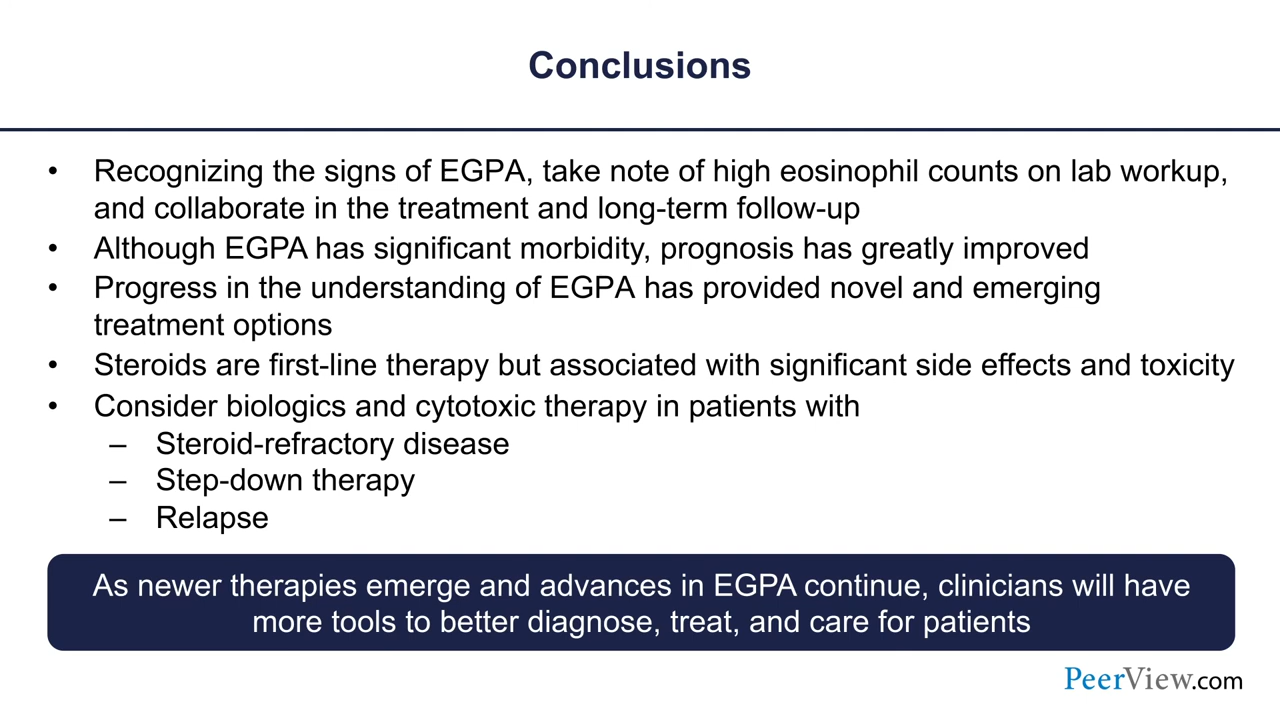 Conclusions
• Recognizing the signs of EGPA, take note of high eosinophil counts on lab workup,
and collaborate in the treatment and long-term follow-up
• Although EGPA has significant morbidity, prognosis has greatly improved
• Progress in the understanding of EGPA has provided novel and emerging
treatment options
• Steroids are first-line therapy but associated with significant side effects and toxicity
• Consider biologics and cytotoxic therapy in patients with
– Steroid-refractory disease
– Step-down therapy
– Relapse
As newer therapies emerge and advances in EGPA continue, clinicians will have
more tools to better diagnose, treat, and care for patients
PeerView.com